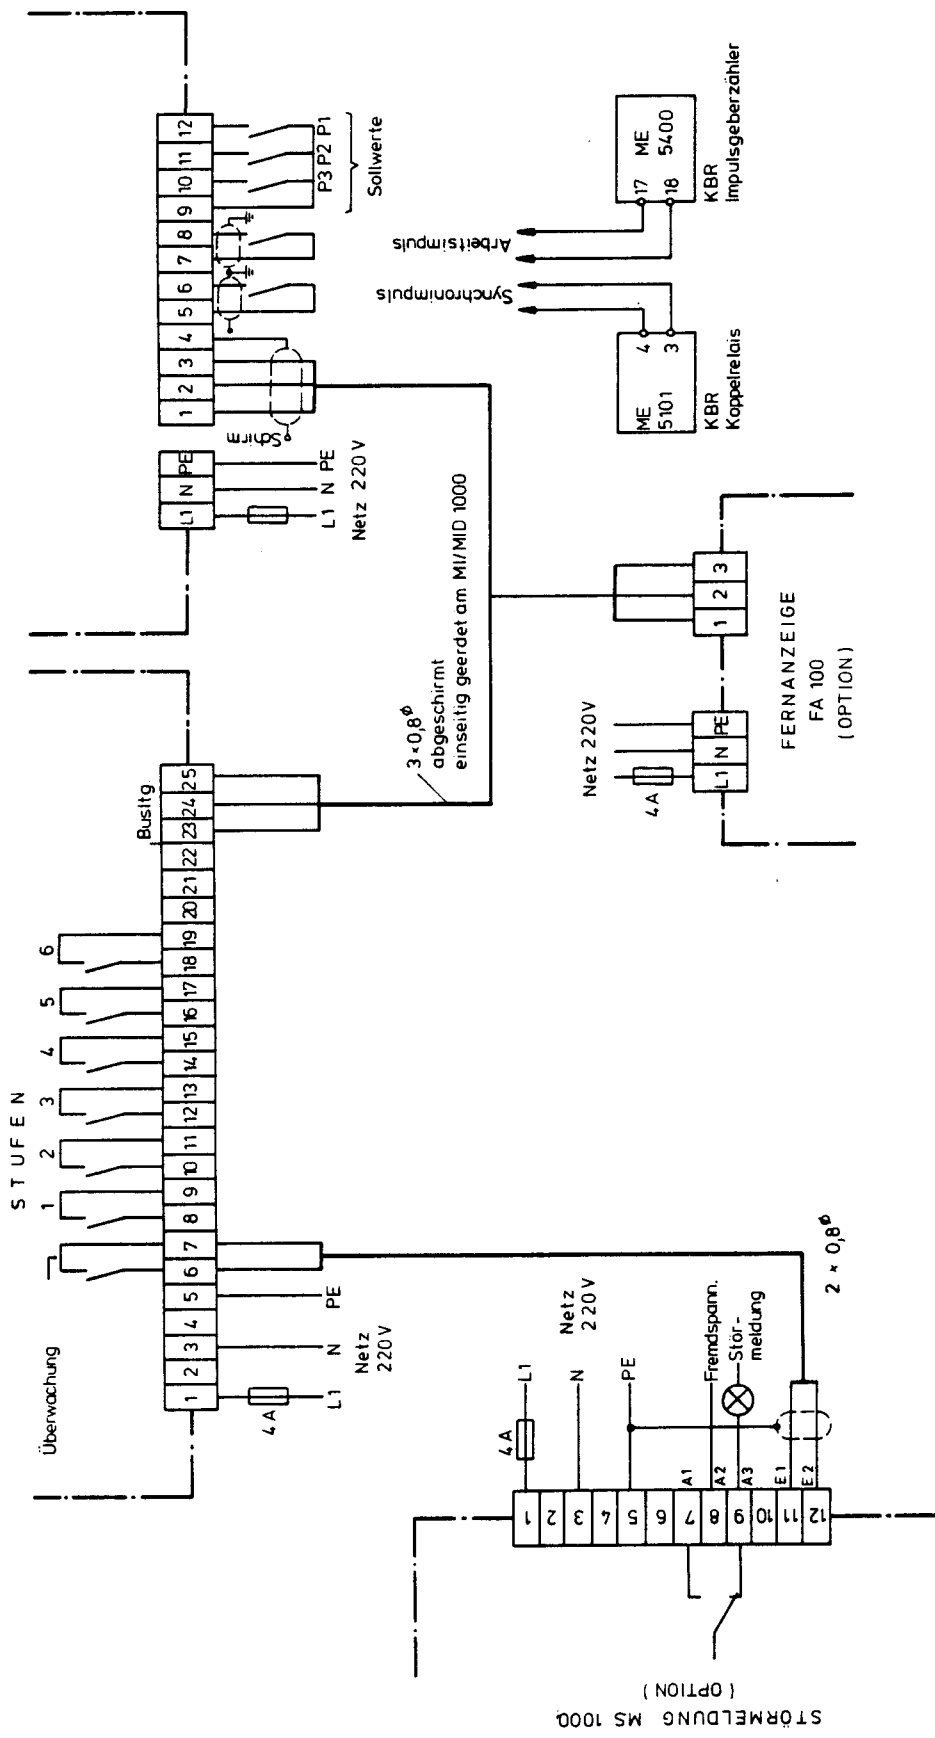 STUFEN
Überwachung
1
2
3
4
5
6
Busltg
1 2 3 4 5 6 7 8 9 10 11 12 13 14 15 16 17 18 19 20 21 22 23 24 25
4A
L1
N
PE
Netz
220V
L1 N PE
L1 N PE
Netz 220V
Schirm
1 2 3 4 5 6 7 8 9 10 11 12
P3 P2 P1
Sollwerte
3 × 0,8⌀
abgeschirmt
einseitig geerdet am MI/MID 1000
Synchronimpuls
Arbeitsimpuls
4
3
ME
5101
KBR
Koppelrelais
17
18
ME
5400
KBR
Impulsgeberzähler
Netz 220V
4A
L1 N PE
1 2 3
FERNANZEIGE
FA 100
(OPTION)
STÖRMELDUNG MS 1000
(OPTION)
1 2 3 4 5 6 7 8 9 10 11 12
4A
L1
N
PE
Netz
220V
A1
A2
A3
E1
E2
Fremdspann.
Stör-
meldung
2 × 0,8⌀